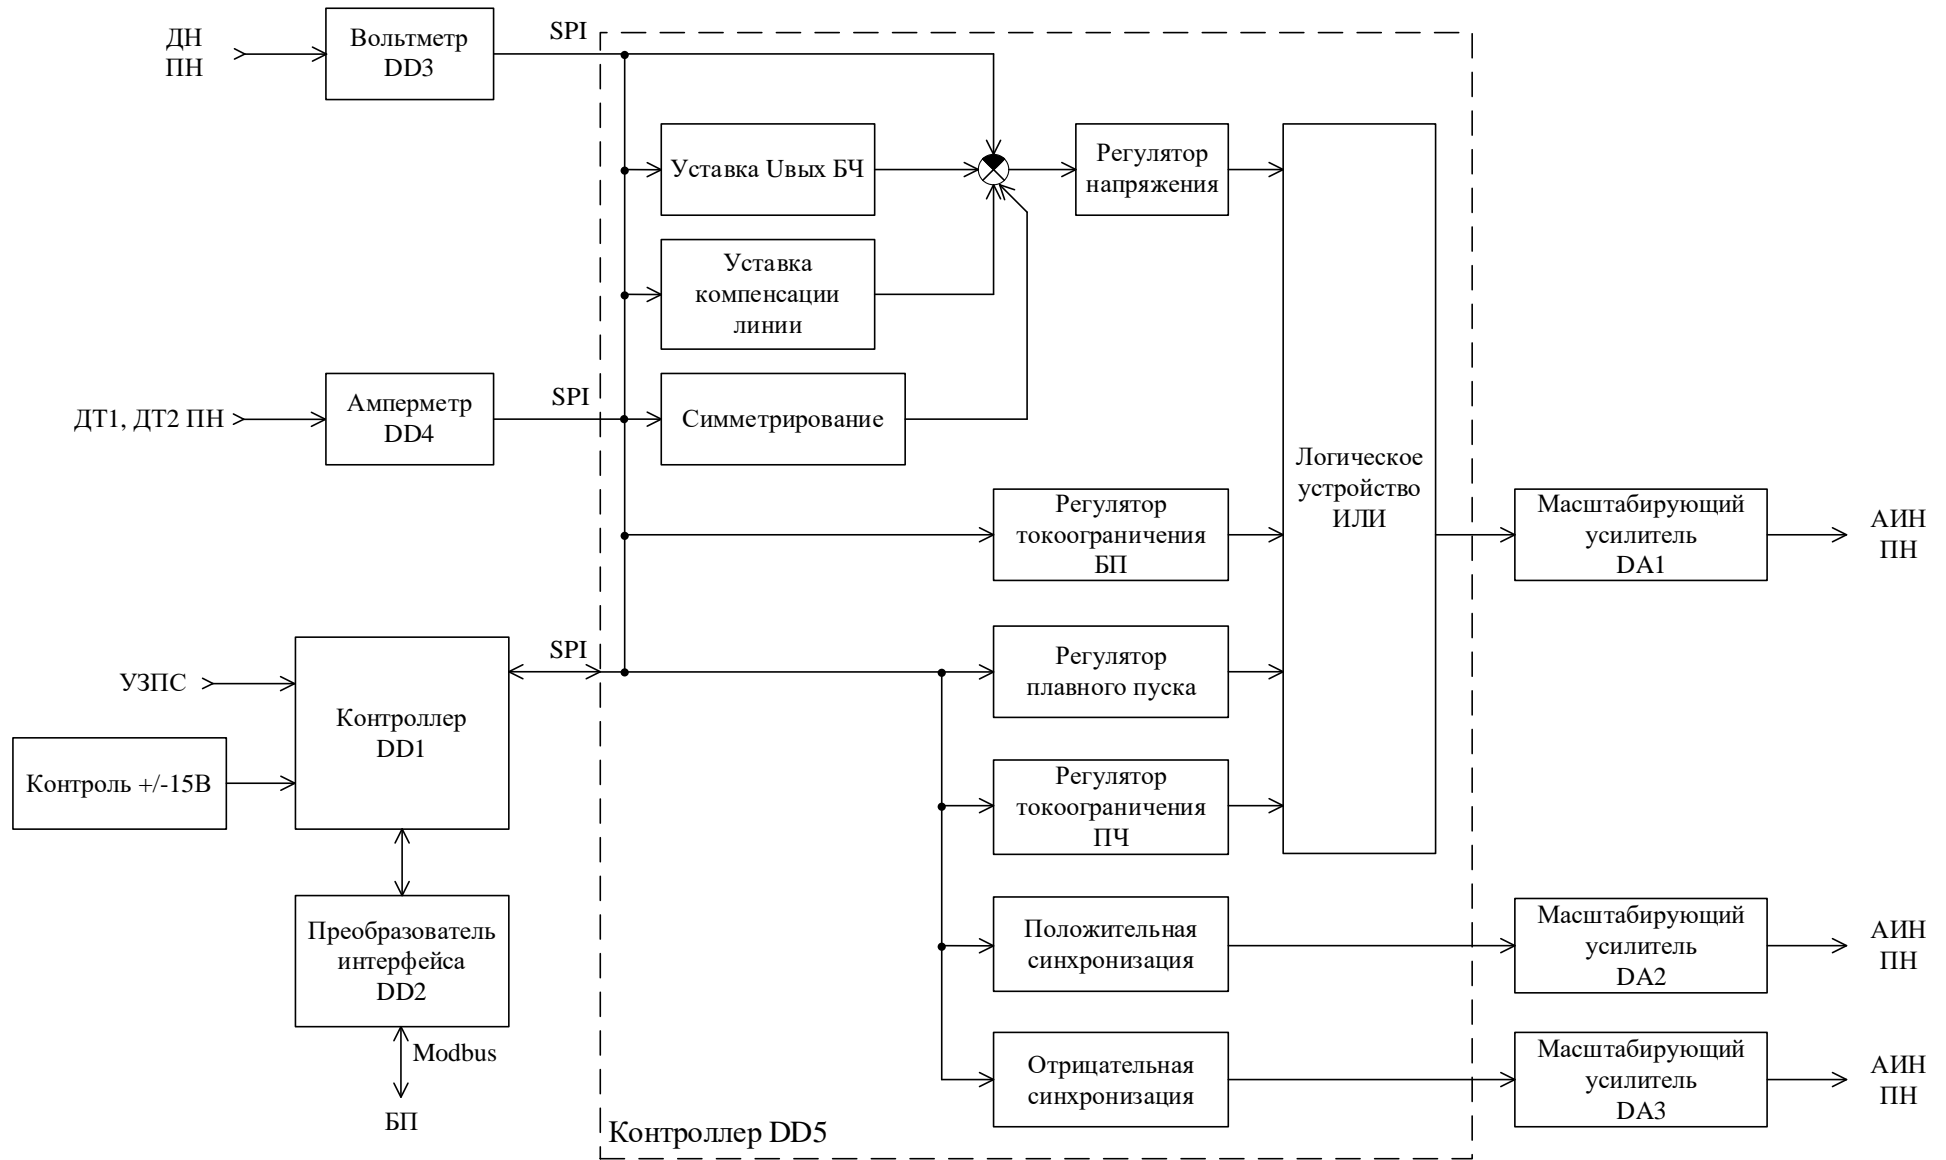 ДН
ПН
Вольтметр
DD3
SPI
Уставка Uвых БЧ
Регулятор
напряжения
Уставка
компенсации
линии
ДТ1, ДТ2 ПН
Амперметр
DD4
SPI
Симметрирование
Логическое
устройство
ИЛИ
Регулятор
токоограничения
БП
Масштабирующий
усилитель
DA1
АИН
ПН
УЗПС
Контроллер
DD1
SPI
Регулятор
плавного пуска
Контроль +/-15В
Регулятор
токоограничения
ПЧ
Преобразователь
интерфейса
DD2
Положительная
синхронизация
Масштабирующий
усилитель
DA2
АИН
ПН
Modbus
БП
Отрицательная
синхронизация
Масштабирующий
усилитель
DA3
АИН
ПН
Контроллер DD5